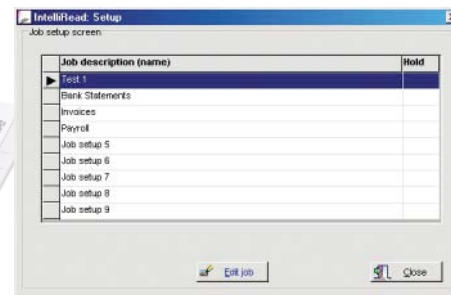 IntelliRead: Setup
Job setup screen
Job description (name) Hold
Test 1
Bank Statements
Invoices
Payroll
Job setup 5
Job setup 6
Job setup 7
Job setup 8
Job setup 9
Edit job Close